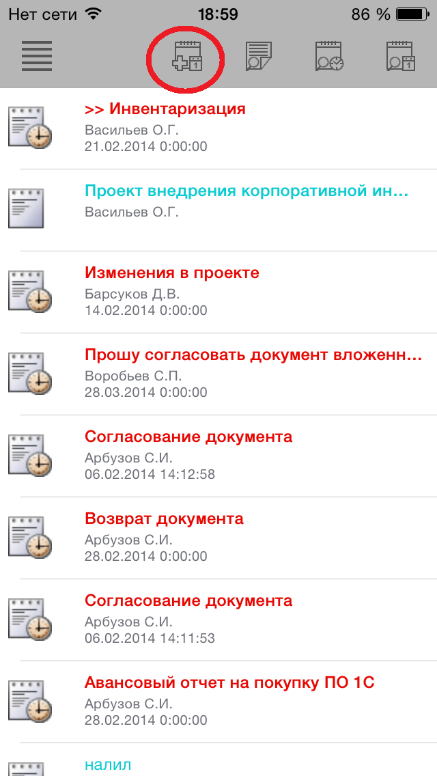 Нет сети 18:59 86 %
1 1
>> Инвентаризация
Васильев О.Г.
21.02.2014 0:00:00
Проект внедрения корпоративной ин...
Васильев О.Г.
Изменения в проекте
Барсуков Д.В.
14.02.2014 0:00:00
Прошу согласовать документ вложенн...
Воробьев С.П.
28.03.2014 0:00:00
Согласование документа
Арбузов С.И.
06.02.2014 14:12:58
Возврат документа
Арбузов С.И.
28.02.2014 0:00:00
Согласование документа
Арбузов С.И.
06.02.2014 14:11:53
Авансовый отчет на покупку ПО 1С
Арбузов С.И.
28.02.2014 0:00:00
налил